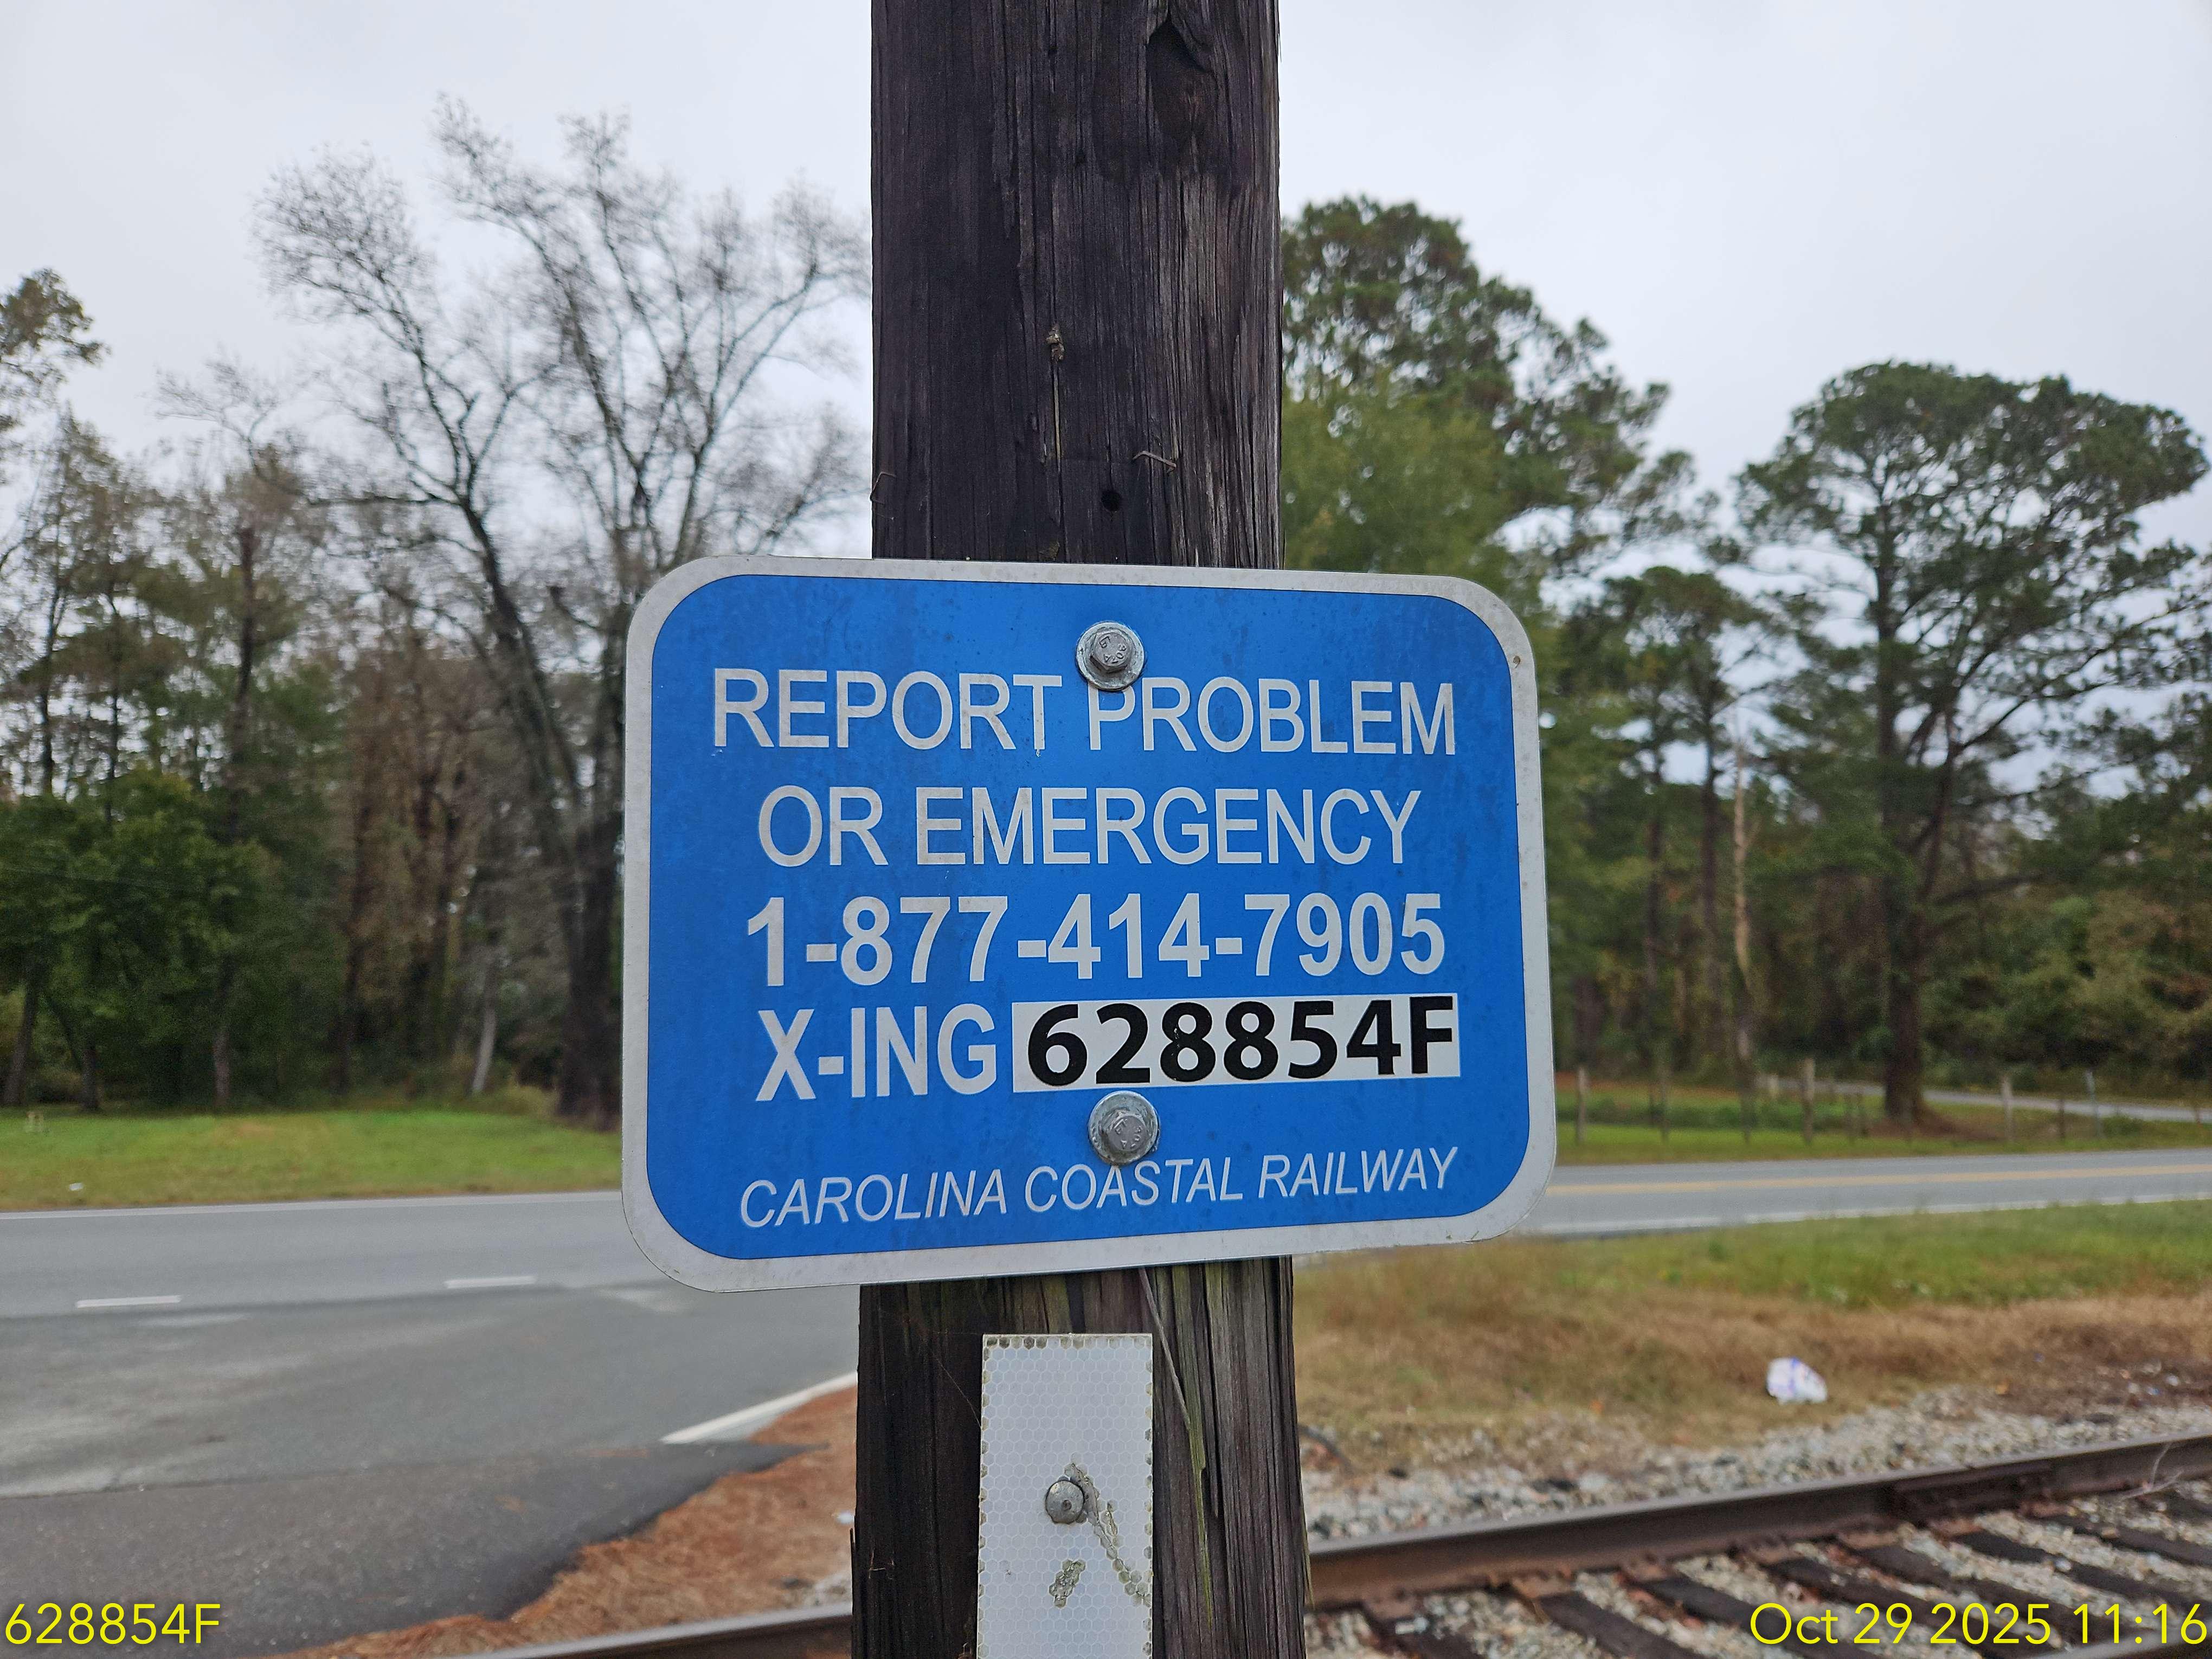 REPORT PROBLEM
OR EMERGENCY
1-877-414-7905
X-ING 628854F
CAROLINA COASTAL RAILWAY
628854F
Oct 29 2025 11:16